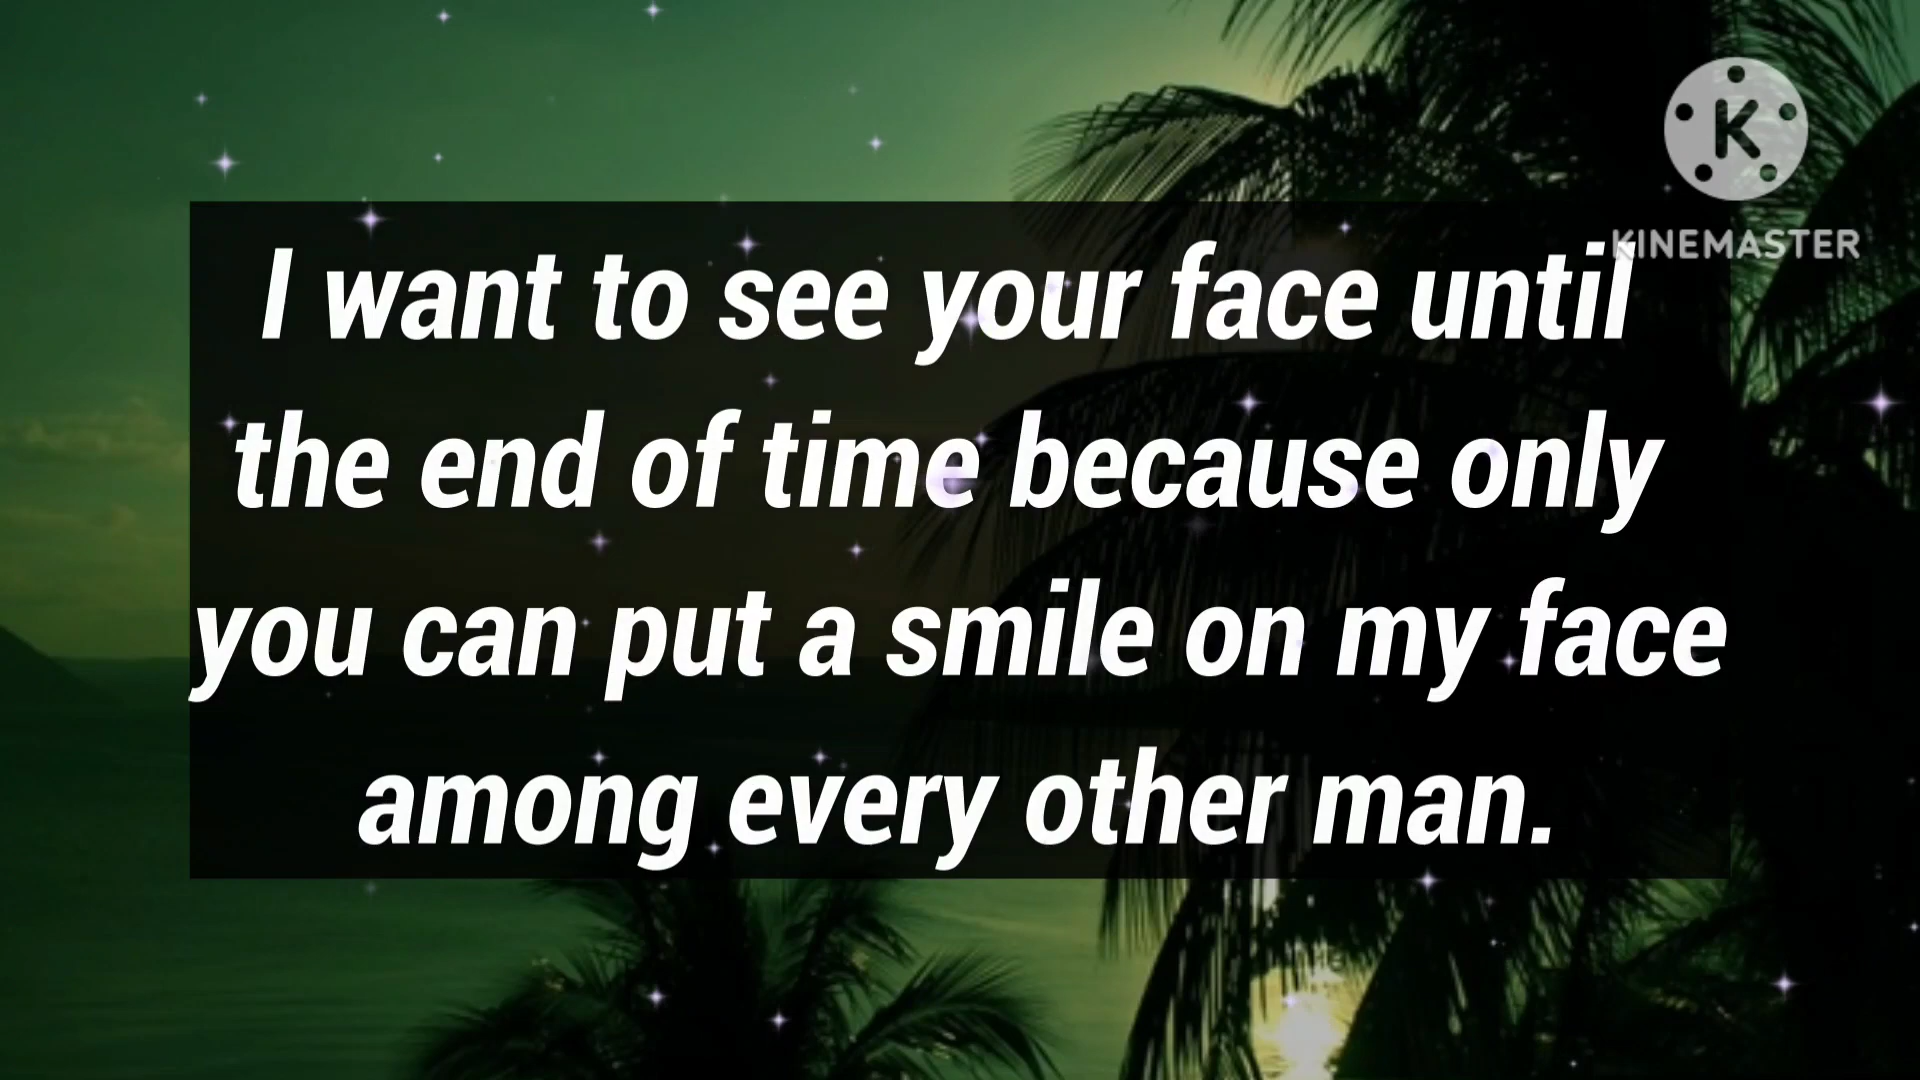 K
KINEMASTER
I want to see your face until
the end of time because only
you can put a smile on my face
among every other man.